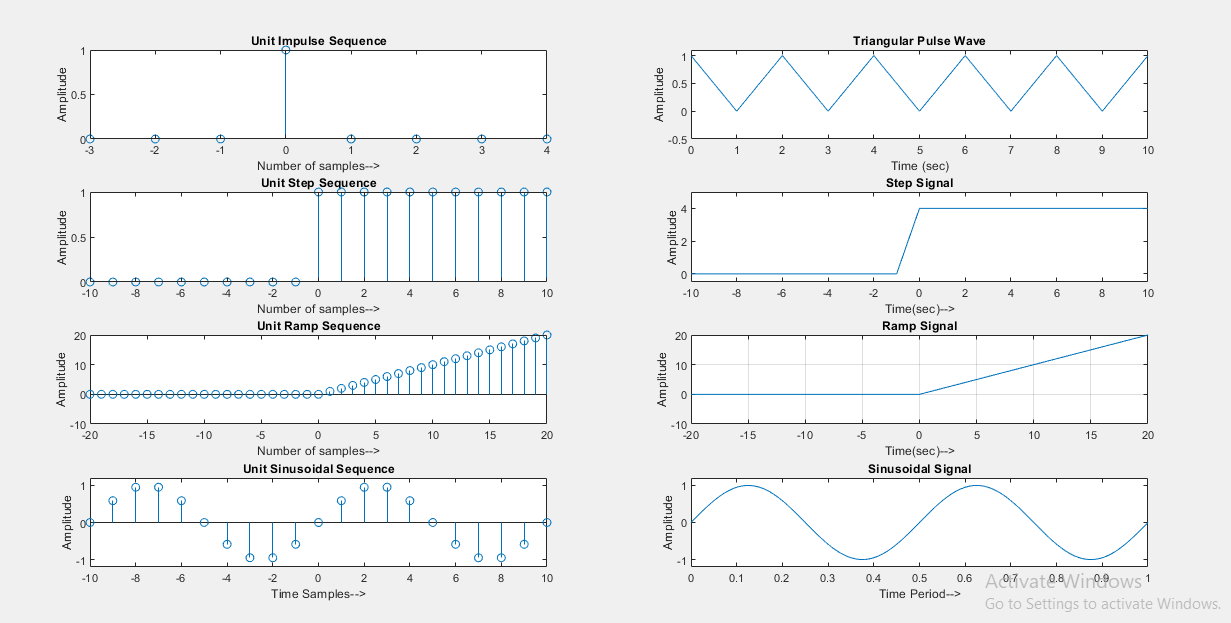 Unit Impulse Sequence
1
0.5
0
Amplitude
-3 -2 -1 0 1 2 3 4
Number of samples-->
Unit Step Sequence
1
0.5
0
Amplitude
-10 -8 -6 -4 -2 0 2 4 6 8 10
Number of samples-->
Unit Ramp Sequence
20
10
0
-10
Amplitude
-20 -15 -10 -5 0 5 10 15 20
Number of samples-->
Unit Sinusoidal Sequence
1
0
-1
Amplitude
-10 -8 -6 -4 -2 0 2 4 6 8 10
Time Samples-->
Triangular Pulse Wave
1
0.5
0
-0.5
Amplitude
0 1 2 3 4 5 6 7 8 9 10
Time (sec)
Step Signal
4
2
0
Amplitude
-10 -8 -6 -4 -2 0 2 4 6 8 10
Time(sec)-->
Ramp Signal
20
10
0
-10
Amplitude
-20 -15 -10 -5 0 5 10 15 20
Time(sec)-->
Sinusoidal Signal
1
0
-1
Amplitude
0 0.1 0.2 0.3 0.4 0.5 0.6 0.7 0.8 0.9 1
Time Period-->
Activate Windows
Go to Settings to activate Windows.